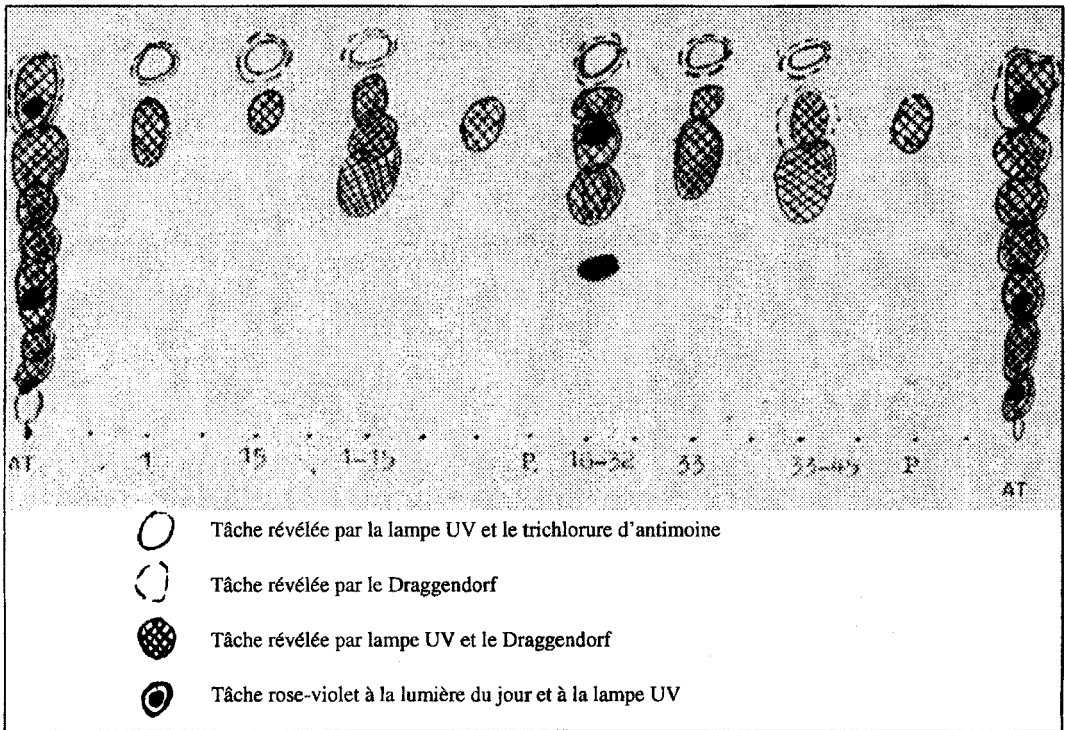 AT 1 15 1-15 P 16-32 33 33-45 P AT
Tâche révélée par la lampe UV et le trichlorure d'antimoine
Tâche révélée par le Draggendorf
Tâche révélée par lampe UV et le Draggendorf
Tâche rose-violet à la lumière du jour et à la lampe UV